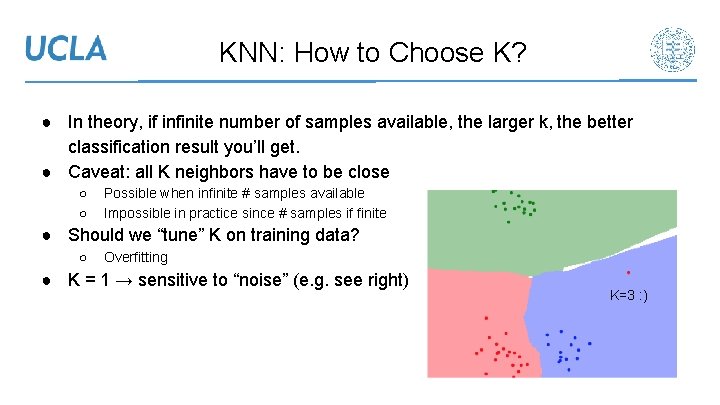 UCLA
KNN: How to Choose K?
● In theory, if infinite number of samples available, the larger k, the better
classification result you’ll get.
● Caveat: all K neighbors have to be close
○ Possible when infinite # samples available
○ Impossible in practice since # samples if finite
● Should we “tune” K on training data?
○ Overfitting
● K = 1 → sensitive to “noise” (e.g. see right)
K=3 : )